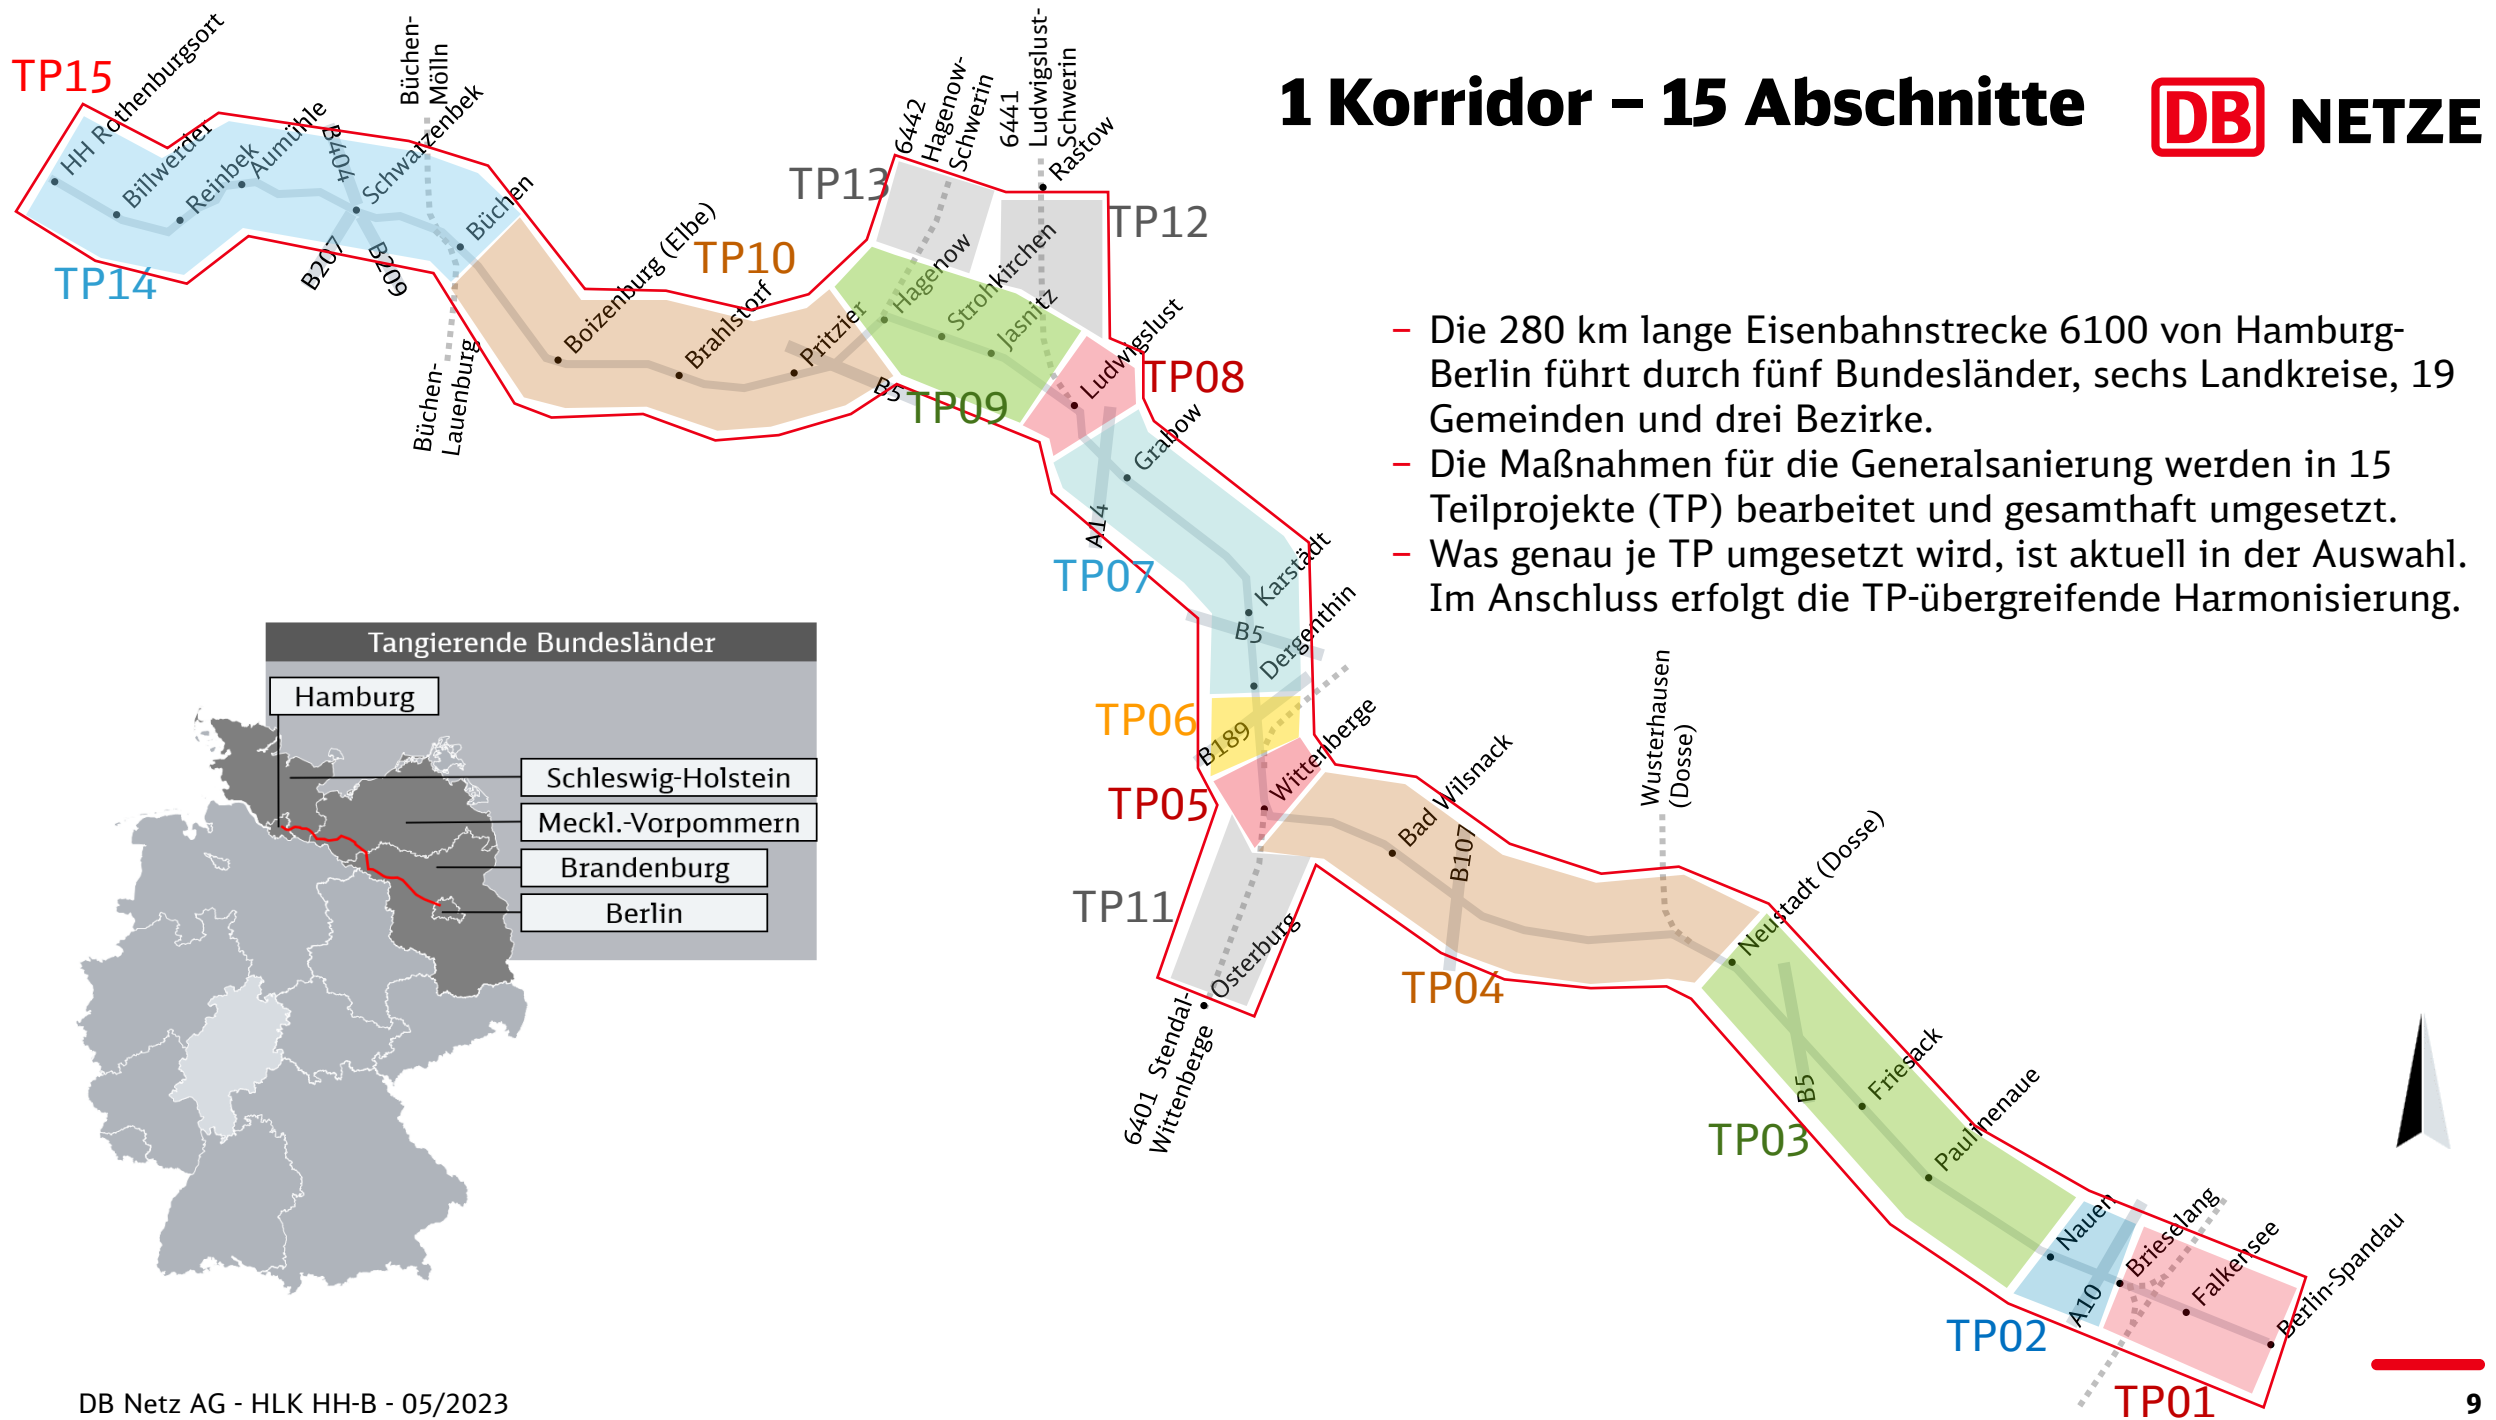 1 Korridor – 15 Abschnitte
DB NETZE
– Die 280 km lange Eisenbahnstrecke 6100 von Hamburg-
Berlin führt durch fünf Bundesländer, sechs Landkreise, 19
Gemeinden und drei Bezirke.
– Die Maßnahmen für die Generalsanierung werden in 15
Teilprojekte (TP) bearbeitet und gesamthaft umgesetzt.
– Was genau je TP umgesetzt wird, ist aktuell in der Auswahl.
Im Anschluss erfolgt die TP-übergreifende Harmonisierung.
TP15
HH Rothenburgsort
Billwerder
Reinbek
Aumühle
B404
Schwarzenbek
Büchen-
Mölln
Büchen
TP14
B207
B209
Büchen-
Lauenburg
Boizenburg (Elbe)
TP10
Brahlstorf
Pritzier
B5
TP13
6442
Hagenow-
Schwerin
6441
Ludwigslust-
Schwerin
Rastow
TP12
Hagenow
Strohkirchen
Jasnitz
TP09
Ludwigslust
TP08
Grabow
A14
TP07
Karstädt
B5
Dergenthin
TP06
B189
Wittenberge
TP05
TP11
Osterburg
6401 Stendal-
Wittenberge
Bad Wilsnack
B107
TP04
Wusterhausen
(Dosse)
Neustadt (Dosse)
B5
Friesack
TP03
Paulinenaue
Nauen
A10
TP02
Brieselang
Falkensee
Berlin-Spandau
TP01
Tangierende Bundesländer
Hamburg
Schleswig-Holstein
Meckl.-Vorpommern
Brandenburg
Berlin
DB Netz AG - HLK HH-B - 05/2023
9